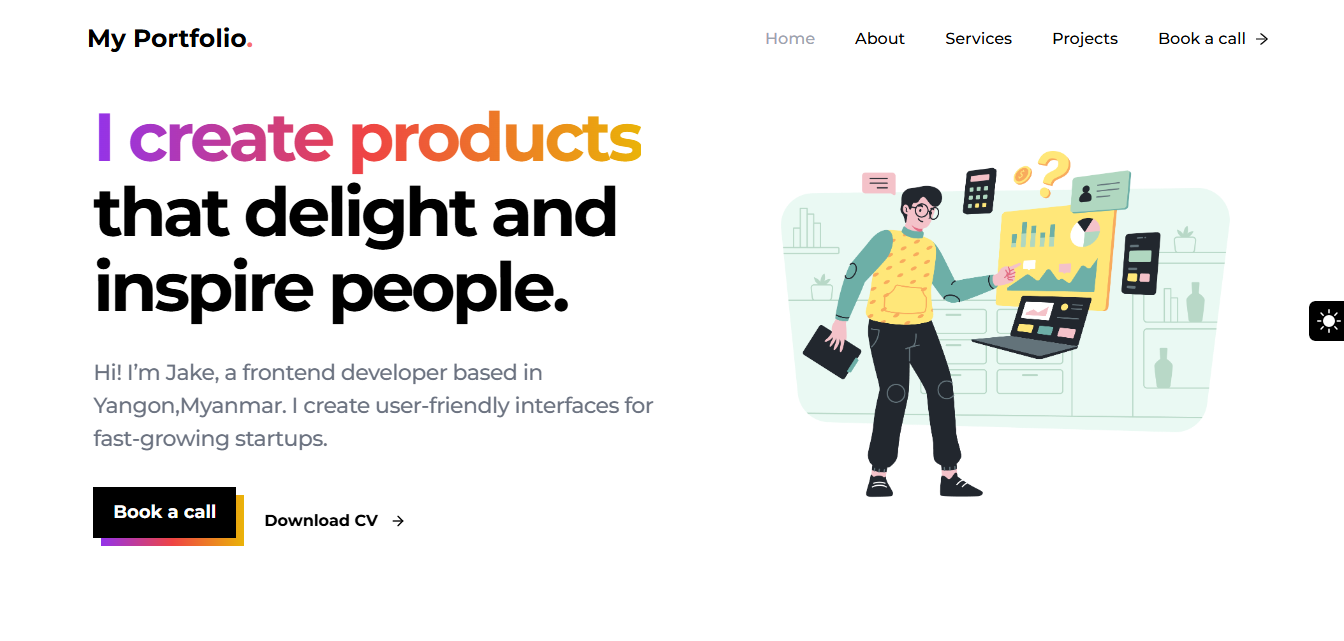 My Portfolio.
Home About Services Projects Book a call →
I create products
that delight and
inspire people.
Hi! I’m Jake, a frontend developer based in
Yangon,Myanmar. I create user-friendly interfaces for
fast-growing startups.
Book a call
Download CV →
?